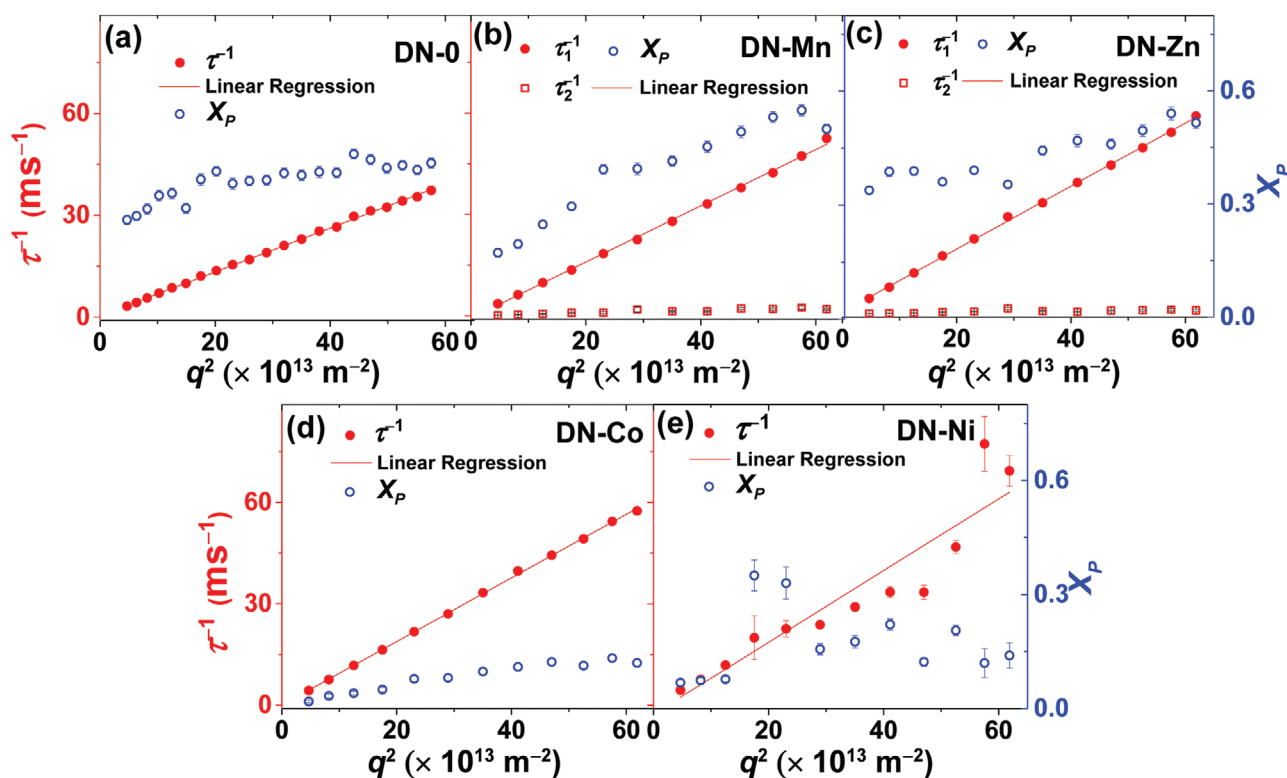 (a)
τ⁻¹
DN-0
Linear Regression
X_P
60
30
0
τ⁻¹ (ms⁻¹)
0 20 40 60
q² (× 10¹³ m⁻²)
(b)
τ₁⁻¹ X_P
DN-Mn
τ₂⁻¹ Linear Regression
0 20 40 60
q² (× 10¹³ m⁻²)
(c)
τ₁⁻¹ X_P
DN-Zn
τ₂⁻¹ Linear Regression
0 20 40 60
q² (× 10¹³ m⁻²)
0.6
0.3
0.0
X_P
(d)
τ⁻¹
DN-Co
Linear Regression
X_P
60
30
0
τ⁻¹ (ms⁻¹)
0 20 40 60
q² (× 10¹³ m⁻²)
(e)
τ⁻¹
DN-Ni
Linear Regression
X_P
0 20 40 60
q² (× 10¹³ m⁻²)
0.6
0.3
0.0
X_P